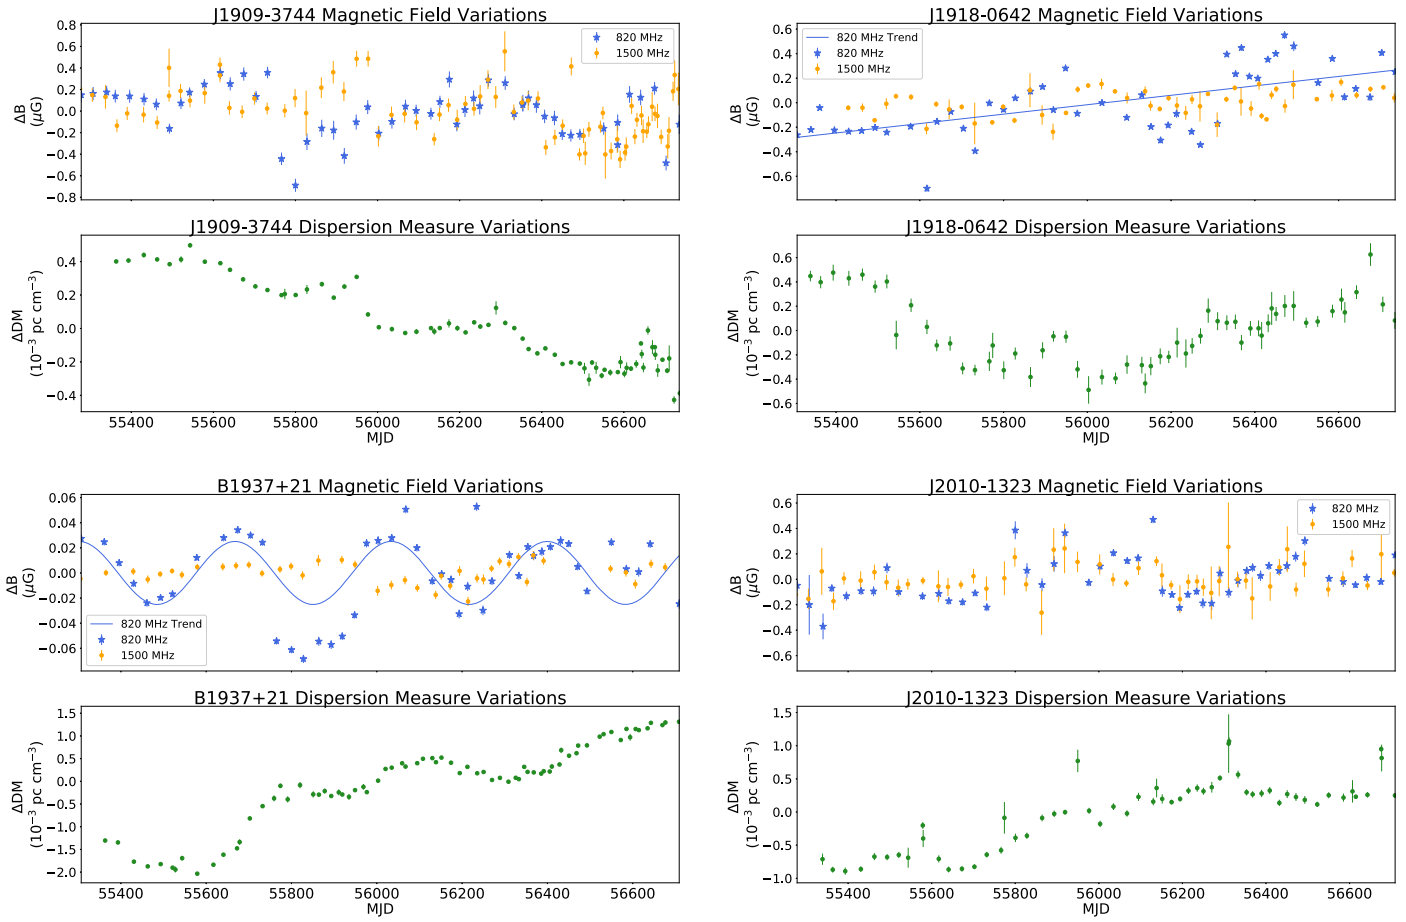 J1909-3744 Magnetic Field Variations
0.8
0.6
0.4
0.2
0.0
−0.2
−0.4
−0.6
−0.8
ΔB
(μG)
820 MHz
1500 MHz
J1909-3744 Dispersion Measure Variations
0.4
0.2
0.0
−0.2
−0.4
ΔDM
(10⁻³ pc cm⁻³)
55400 55600 55800 56000 56200 56400 56600
MJD
J1918-0642 Magnetic Field Variations
0.6
0.4
0.2
0.0
−0.2
−0.4
−0.6
ΔB
(μG)
820 MHz Trend
820 MHz
1500 MHz
J1918-0642 Dispersion Measure Variations
0.6
0.4
0.2
0.0
−0.2
−0.4
−0.6
ΔDM
(10⁻³ pc cm⁻³)
55400 55600 55800 56000 56200 56400 56600
MJD
B1937+21 Magnetic Field Variations
0.06
0.04
0.02
0.00
−0.02
−0.04
−0.06
ΔB
(μG)
820 MHz Trend
820 MHz
1500 MHz
B1937+21 Dispersion Measure Variations
1.5
1.0
0.5
0.0
−0.5
−1.0
−1.5
−2.0
ΔDM
(10⁻³ pc cm⁻³)
55400 55600 55800 56000 56200 56400 56600
MJD
J2010-1323 Magnetic Field Variations
0.6
0.4
0.2
0.0
−0.2
−0.4
−0.6
ΔB
(μG)
820 MHz
1500 MHz
J2010-1323 Dispersion Measure Variations
1.5
1.0
0.5
0.0
−0.5
−1.0
ΔDM
(10⁻³ pc cm⁻³)
55400 55600 55800 56000 56200 56400 56600
MJD